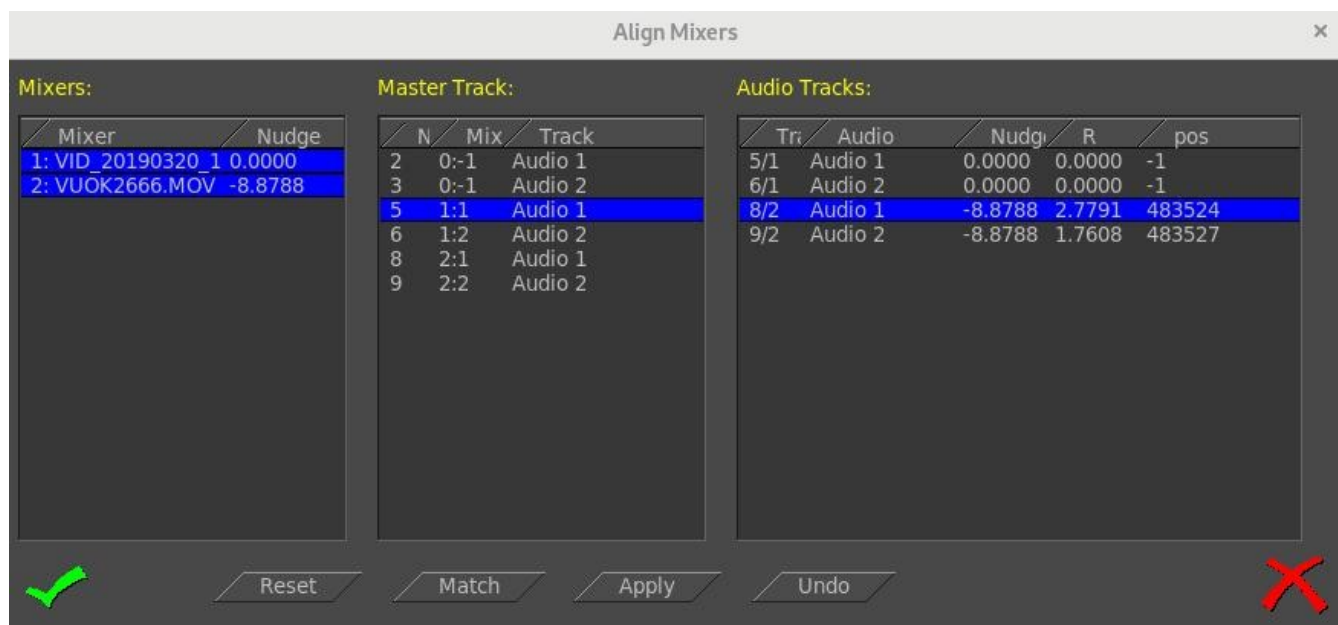 Align Mixers
Mixers:
Mixer Nudge
1: VID_20190320_1 0.0000
2: VUOK2666.MOV -8.8788
Master Track:
N Mix Track
2 0:-1 Audio 1
3 0:-1 Audio 2
5 1:1 Audio 1
6 1:2 Audio 2
8 2:1 Audio 1
9 2:2 Audio 2
Audio Tracks:
Tra Audio Nudge R pos
5/1 Audio 1 0.0000 0.0000 -1
6/1 Audio 2 0.0000 0.0000 -1
8/2 Audio 1 -8.8788 2.7791 483524
9/2 Audio 2 -8.8788 1.7608 483527
Reset Match Apply Undo